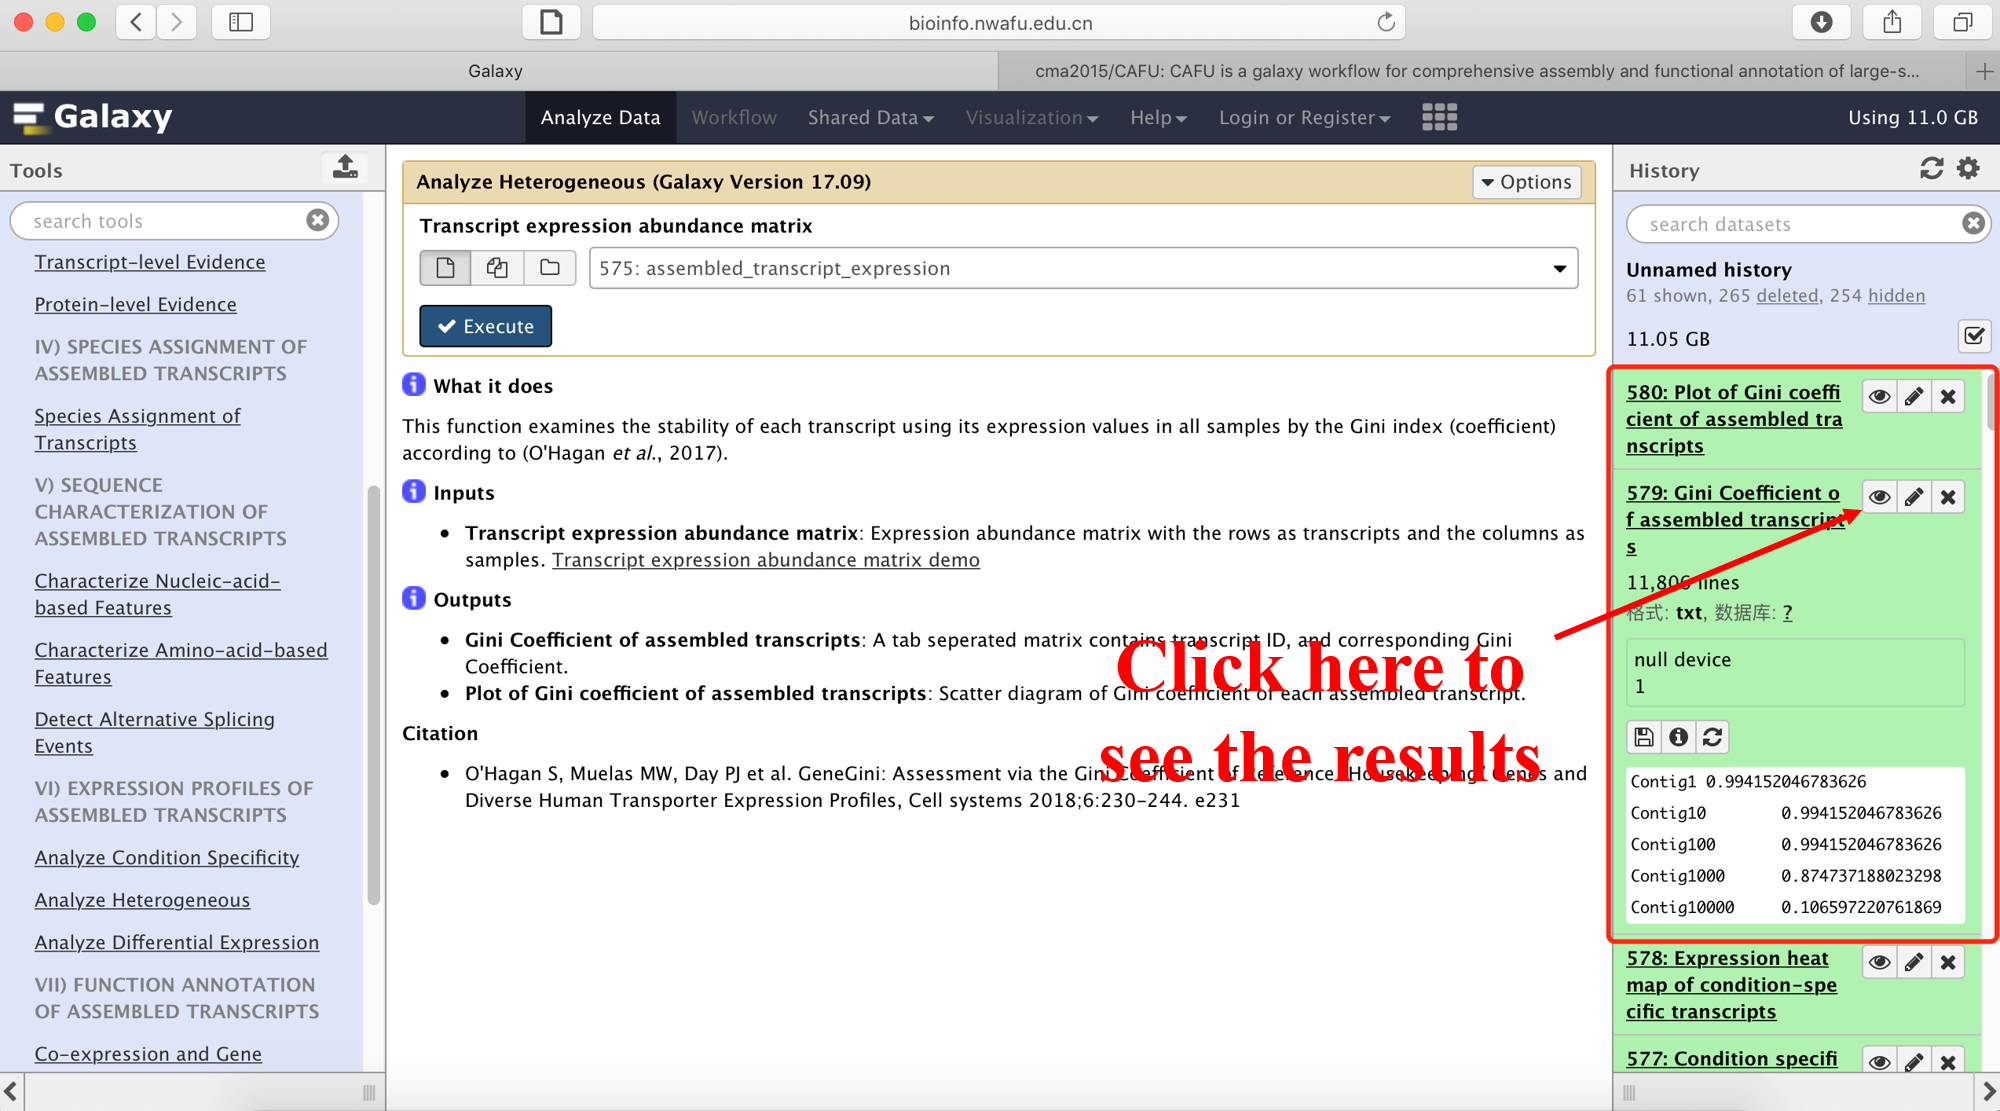 bioinfo.nwafu.edu.cn
Galaxy
cma2015/CAFU: CAFU is a galaxy workflow for comprehensive assembly and functional annotation of large-s...
Galaxy
Analyze Data
Workflow
Shared Data
Visualization
Help
Login or Register
Using 11.0 GB
Tools
search tools
Transcript-level Evidence
Protein-level Evidence
IV) SPECIES ASSIGNMENT OF
ASSEMBLED TRANSCRIPTS
Species Assignment of
Transcripts
V) SEQUENCE
CHARACTERIZATION OF
ASSEMBLED TRANSCRIPTS
Characterize Nucleic-acid-
based Features
Characterize Amino-acid-based
Features
Detect Alternative Splicing
Events
VI) EXPRESSION PROFILES OF
ASSEMBLED TRANSCRIPTS
Analyze Condition Specificity
Analyze Heterogeneous
Analyze Differential Expression
VII) FUNCTION ANNOTATION
OF ASSEMBLED TRANSCRIPTS
Co-expression and Gene
Analyze Heterogeneous (Galaxy Version 17.09)
Options
Transcript expression abundance matrix
575: assembled_transcript_expression
Execute
What it does
This function examines the stability of each transcript using its expression values in all samples by the Gini index (coefficient)
according to (O'Hagan et al., 2017).
Inputs
Transcript expression abundance matrix: Expression abundance matrix with the rows as transcripts and the columns as
samples. Transcript expression abundance matrix demo
Outputs
Gini Coefficient of assembled transcripts: A tab seperated matrix contains transcript ID, and corresponding Gini
Coefficient.
Plot of Gini coefficient of assembled transcripts: Scatter diagram of Gini coefficient of each assembled transcript.
Citation
O'Hagan S, Muelas MW, Day PJ et al. GeneGini: Assessment via the Gini Coefficient of Reference "Housekeeping" Genes and
Diverse Human Transporter Expression Profiles, Cell systems 2018;6:230-244. e231
Click here to
see the results
History
search datasets
Unnamed history
61 shown, 265 deleted, 254 hidden
11.05 GB
580: Plot of Gini coeffi
cient of assembled tra
nscripts
579: Gini Coefficient o
f assembled transcript
s
11,806 lines
格式: txt, 数据库: ?
null device
1
Contig1 0.994152046783626
Contig10 0.994152046783626
Contig100 0.994152046783626
Contig1000 0.874737188023298
Contig10000 0.106597220761869
578: Expression heat
map of condition-spe
cific transcripts
577: Condition specifi